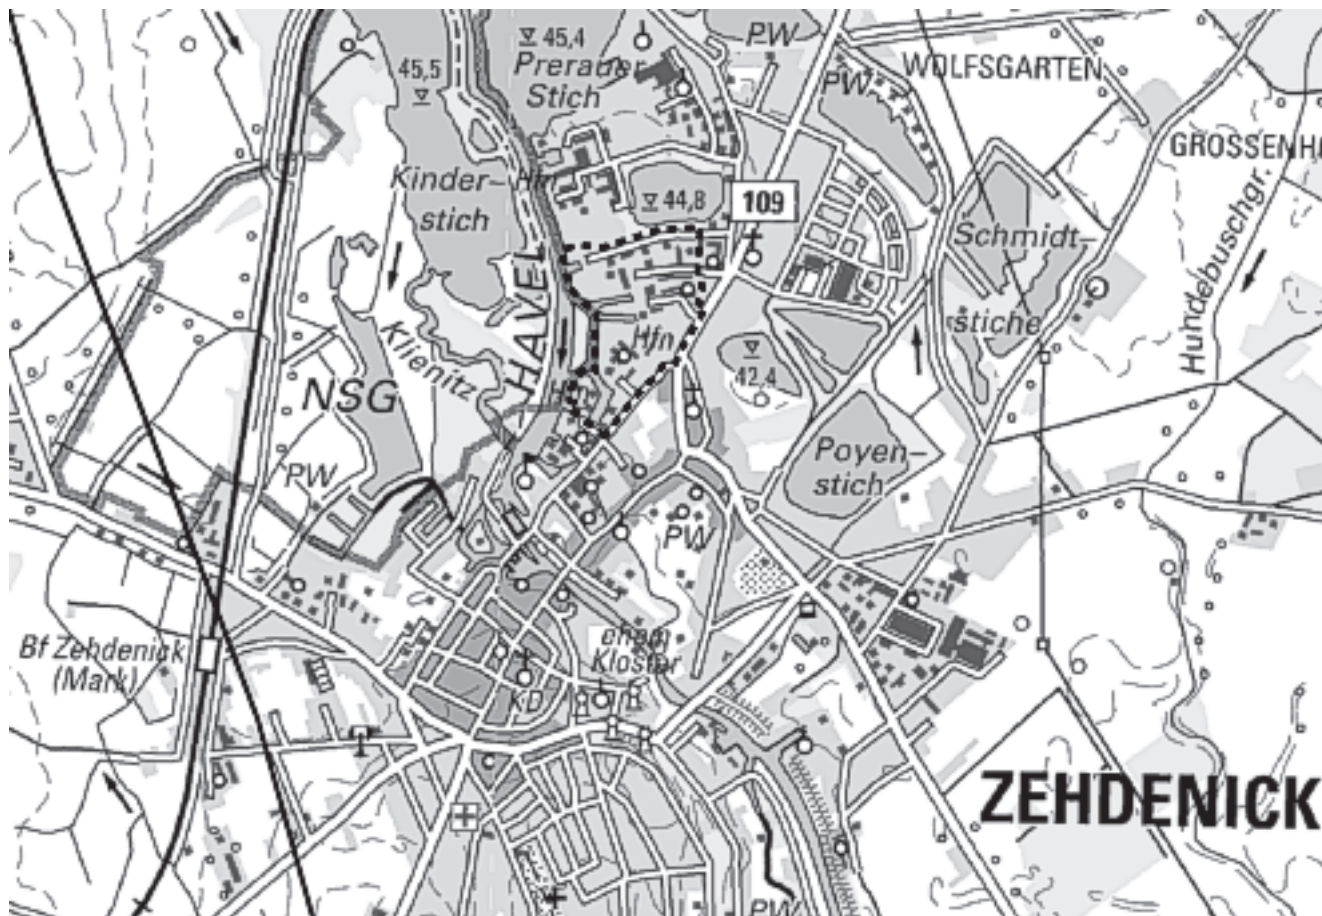 45,4
PW
45,5
Prerauer
Stich
PW
WOLFSGARTEN
GROSSENH
Kinder-
stich
Hfn
44,8
109
Schmidt-
stiche
HAVEL
Hundebuschgr.
Klienitz
Hfn
42,4
NSG
PW
Poyen-
stich
PW
Bf Zehdenick
(Mark)
ehem
Kloster
KD
ZEHDENICK
PW